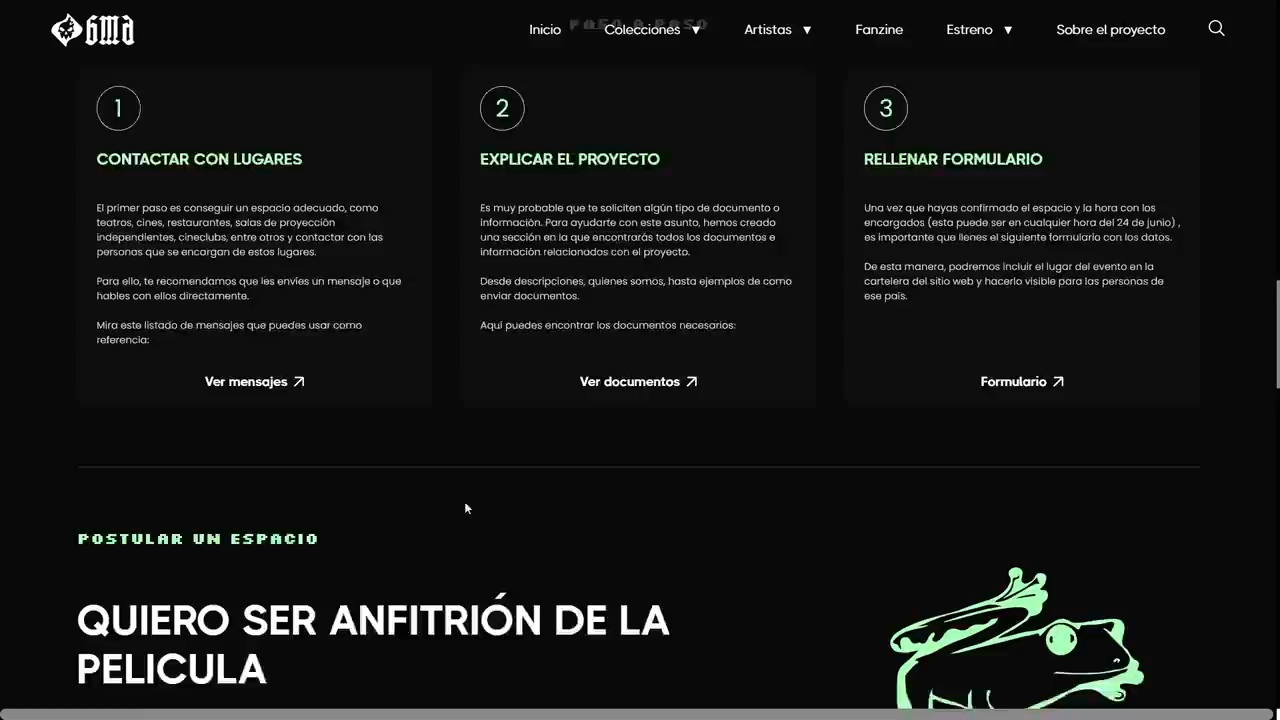 6MA
Inicio Colecciones ▼ Artistas ▼ Fanzine Estreno ▼ Sobre el proyecto
PASO A PASO
1
CONTACTAR CON LUGARES
El primer paso es conseguir un espacio adecuado, como
teatros, cines, restaurantes, salas de proyección
independientes, cineclubs, entre otros y contactar con las
personas que se encargan de estos lugares.
Para ello, te recomendamos que les envíes un mensaje o que
hables con ellos directamente.
Mira este listado de mensajes que puedes usar como
referencia:
Ver mensajes
2
EXPLICAR EL PROYECTO
Es muy probable que te soliciten algún tipo de documento o
información. Para ayudarte con este asunto, hemos creado
una sección en la que encontrarás todos los documentos e
información relacionados con el proyecto.
Desde descripciones, quienes somos, hasta ejemplos de como
enviar documentos.
Aquí puedes encontrar los documentos necesarios:
Ver documentos
3
RELLENAR FORMULARIO
Una vez que hayas confirmado el espacio y la hora con los
encargados (esta puede ser en cualquier hora del 24 de junio) ,
es importante que llenes el siguiente formulario con los datos.
De esta manera, podremos incluir el lugar del evento en la
cartelera del sitio web y hacerlo visible para las personas de
ese país.
Formulario
POSTULAR UN ESPACIO
QUIERO SER ANFITRIÓN DE LA
PELICULA